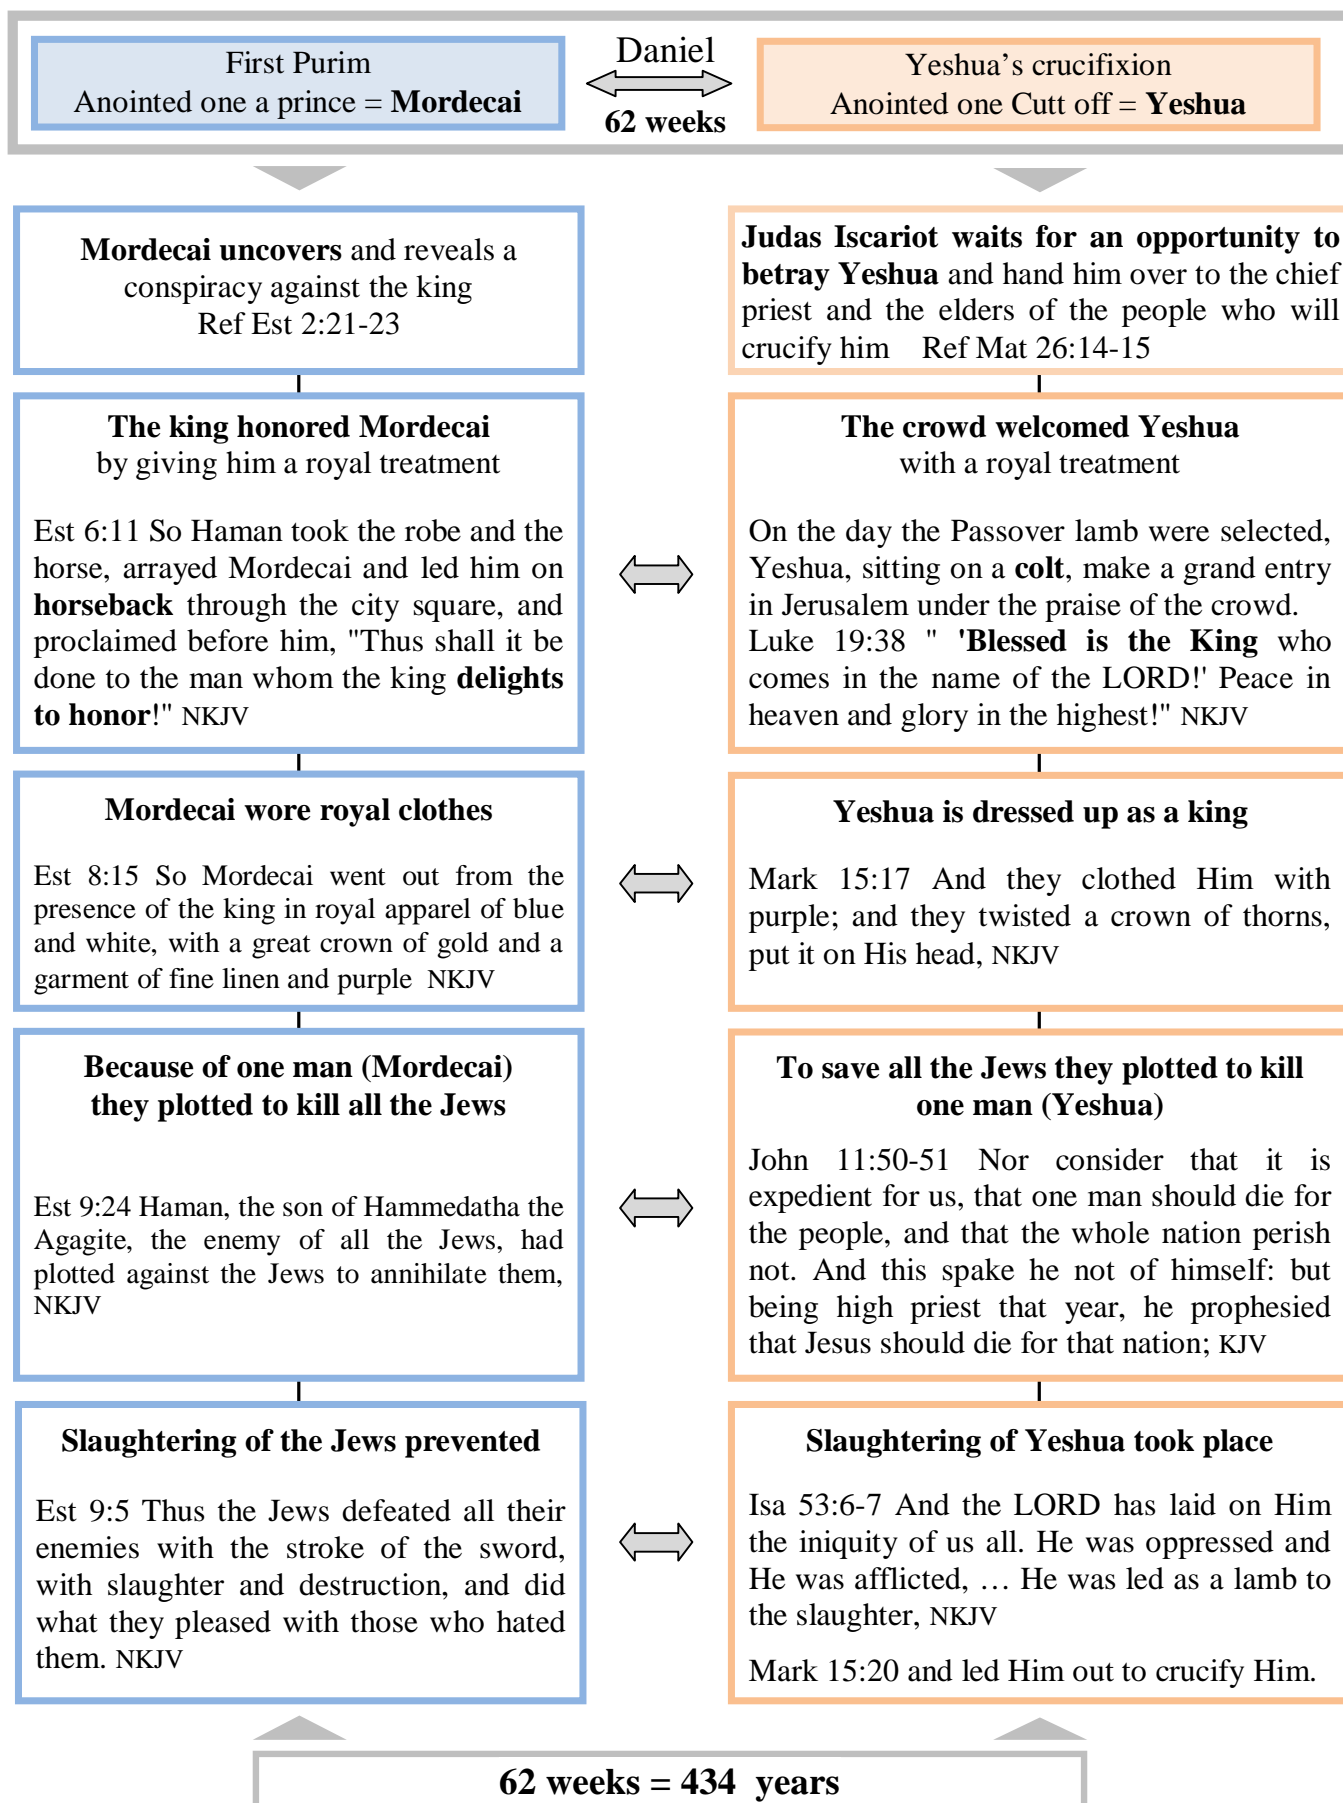 First Purim
Anointed one a prince = Mordecai
Daniel
62 weeks
Yeshua's crucifixion
Anointed one Cutt off = Yeshua
Mordecai uncovers and reveals a
conspiracy against the king
Ref Est 2:21-23
Judas Iscariot waits for an opportunity to
betray Yeshua and hand him over to the chief
priest and the elders of the people who will
crucify him Ref Mat 26:14-15
The king honored Mordecai
by giving him a royal treatment
Est 6:11 So Haman took the robe and the
horse, arrayed Mordecai and led him on
horseback through the city square, and
proclaimed before him, "Thus shall it be
done to the man whom the king delights
to honor!" NKJV
The crowd welcomed Yeshua
with a royal treatment
On the day the Passover lamb were selected,
Yeshua, sitting on a colt, make a grand entry
in Jerusalem under the praise of the crowd.
Luke 19:38 " 'Blessed is the King who
comes in the name of the LORD!' Peace in
heaven and glory in the highest!" NKJV
Mordecai wore royal clothes
Est 8:15 So Mordecai went out from the
presence of the king in royal apparel of blue
and white, with a great crown of gold and a
garment of fine linen and purple NKJV
Yeshua is dressed up as a king
Mark 15:17 And they clothed Him with
purple; and they twisted a crown of thorns,
put it on His head, NKJV
Because of one man (Mordecai)
they plotted to kill all the Jews
Est 9:24 Haman, the son of Hammedatha the
Agagite, the enemy of all the Jews, had
plotted against the Jews to annihilate them,
NKJV
To save all the Jews they plotted to kill
one man (Yeshua)
John 11:50-51 Nor consider that it is
expedient for us, that one man should die for
the people, and that the whole nation perish
not. And this spake he not of himself: but
being high priest that year, he prophesied
that Jesus should die for that nation; KJV
Slaughtering of the Jews prevented
Est 9:5 Thus the Jews defeated all their
enemies with the stroke of the sword,
with slaughter and destruction, and did
what they pleased with those who hated
them. NKJV
Slaughtering of Yeshua took place
Isa 53:6-7 And the LORD has laid on Him
the iniquity of us all. He was oppressed and
He was afflicted, … He was led as a lamb to
the slaughter, NKJV
Mark 15:20 and led Him out to crucify Him.
62 weeks = 434 years